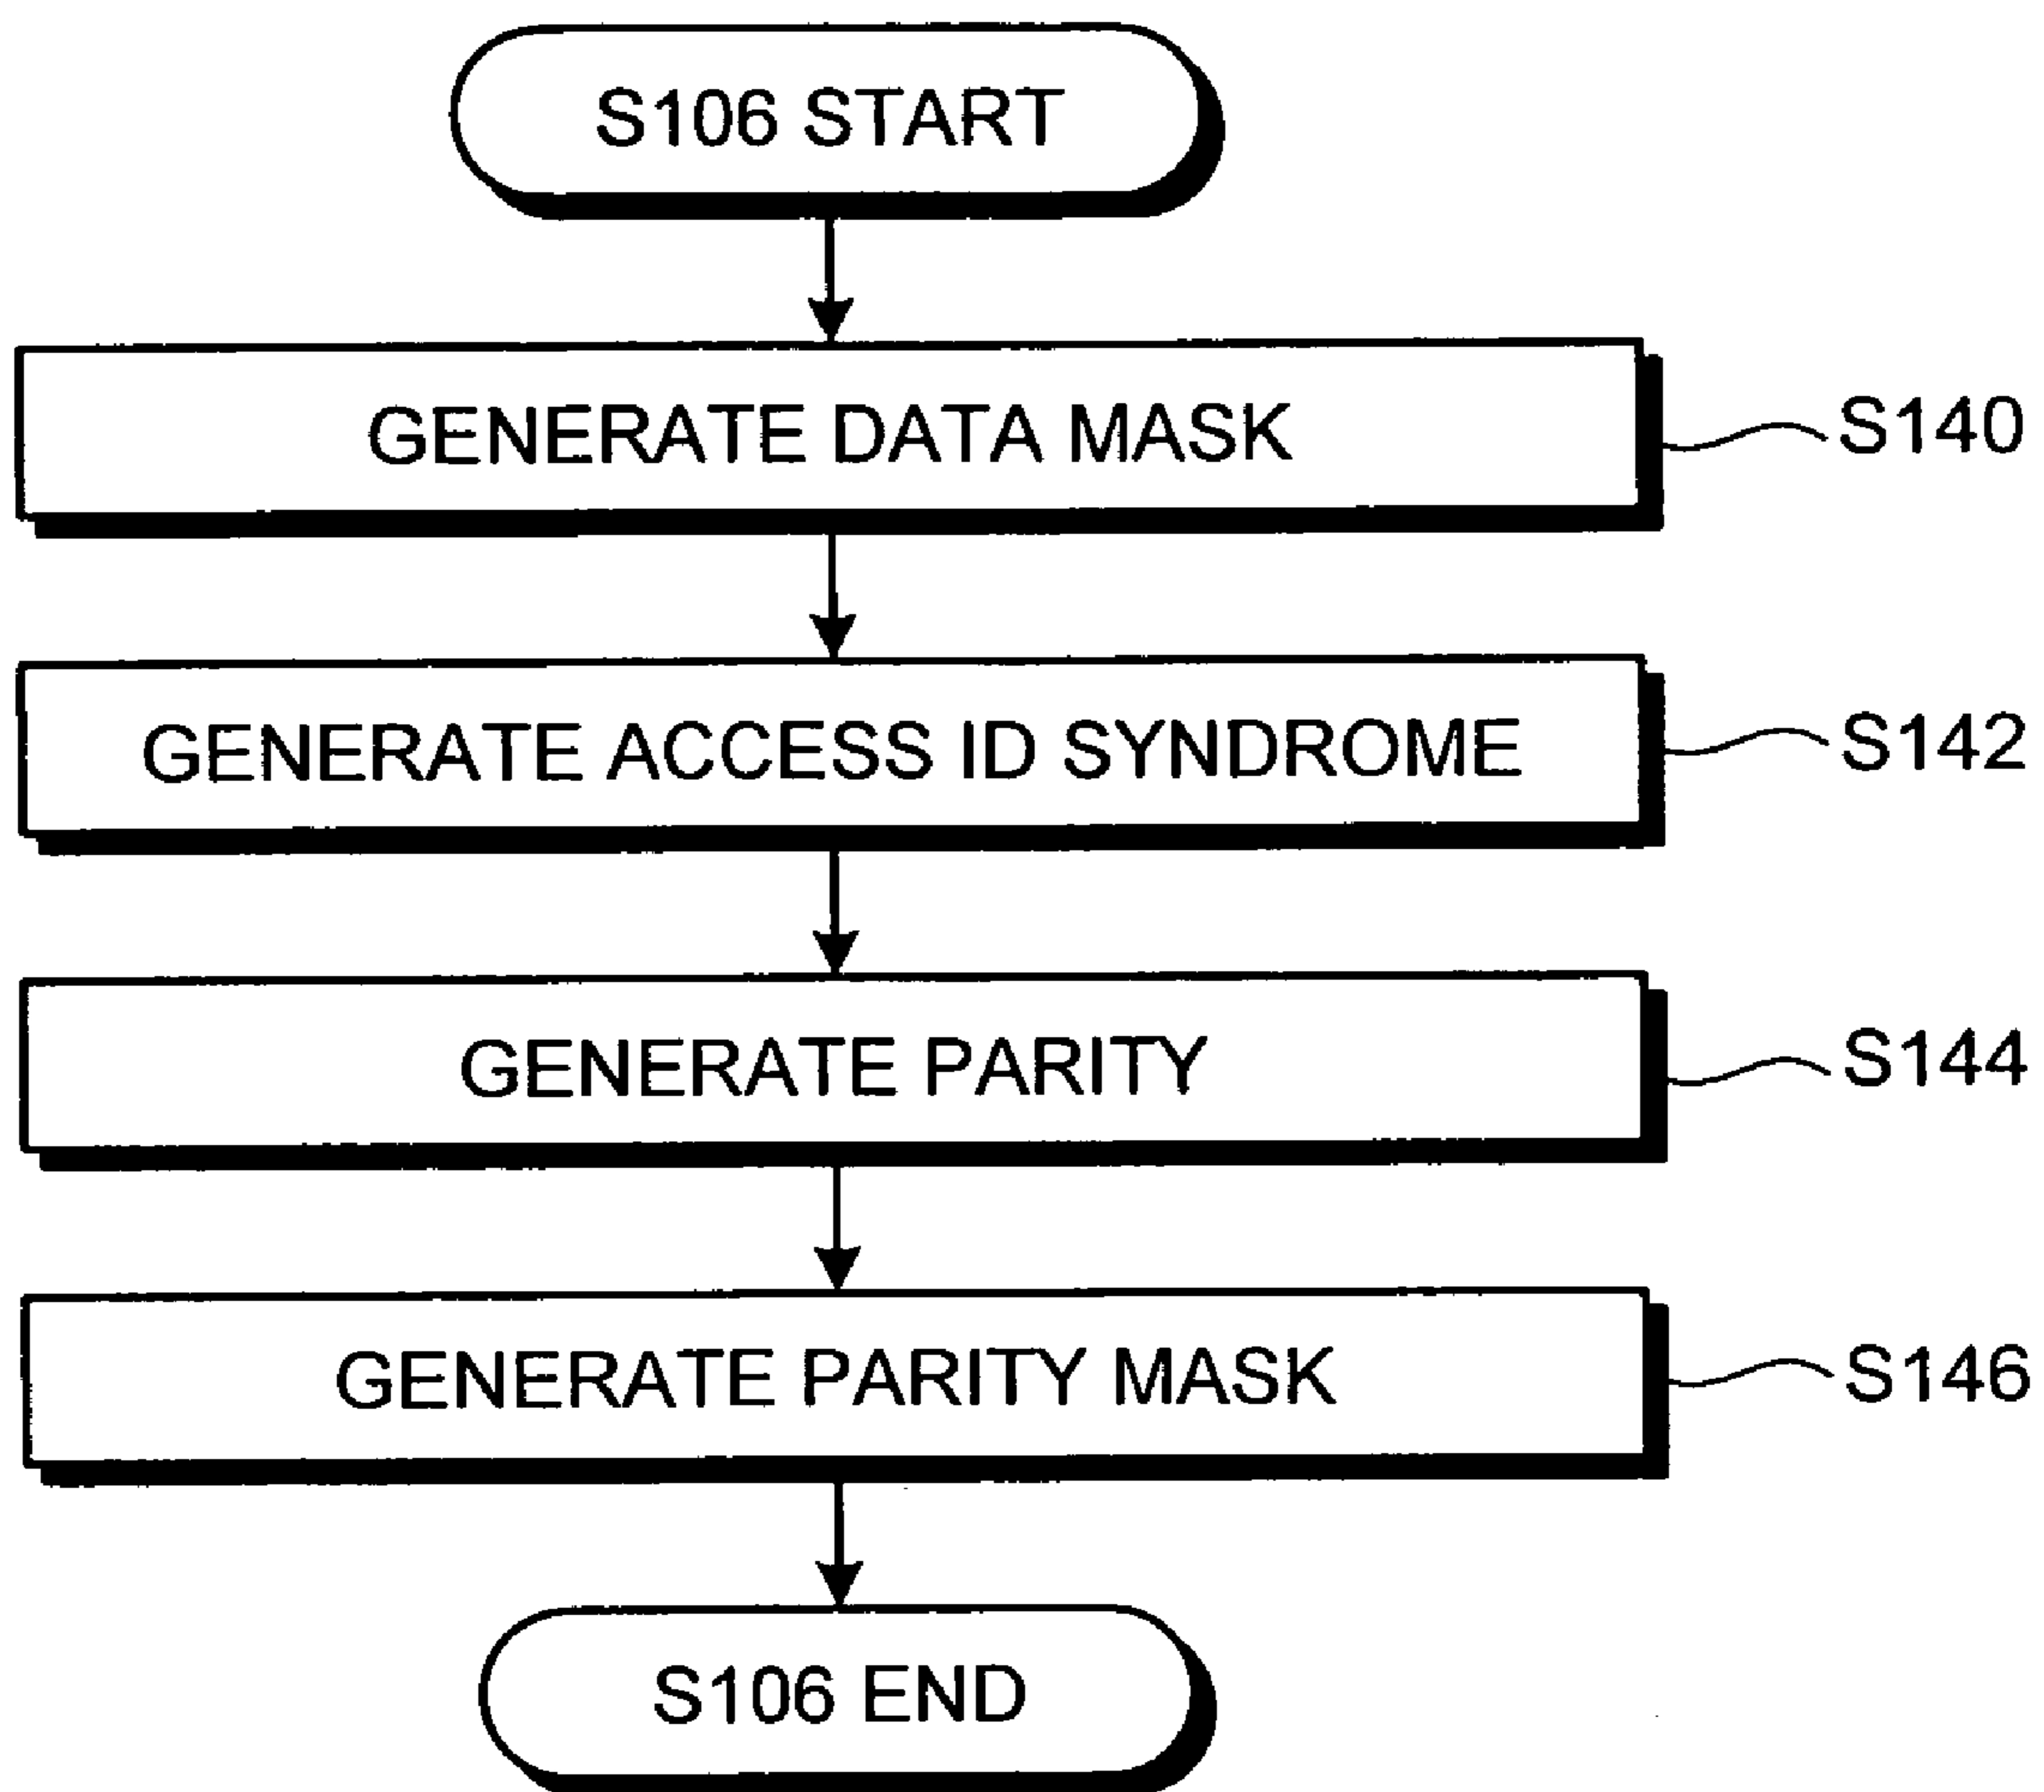 S106 START
GENERATE DATA MASK
S140
GENERATE ACCESS ID SYNDROME
S142
GENERATE PARITY
S144
GENERATE PARITY MASK
S146
S106 END